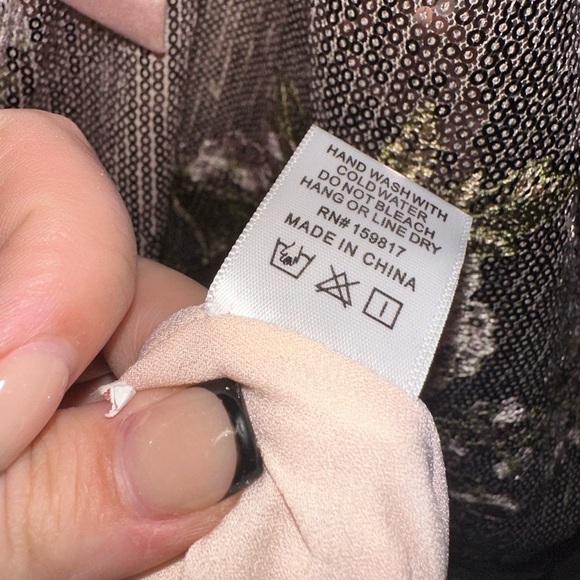 HAND WASH WITH
COLD WATER
DO NOT BLEACH
HANG OR LINE DRY
RN# 159817
MADE IN CHINA